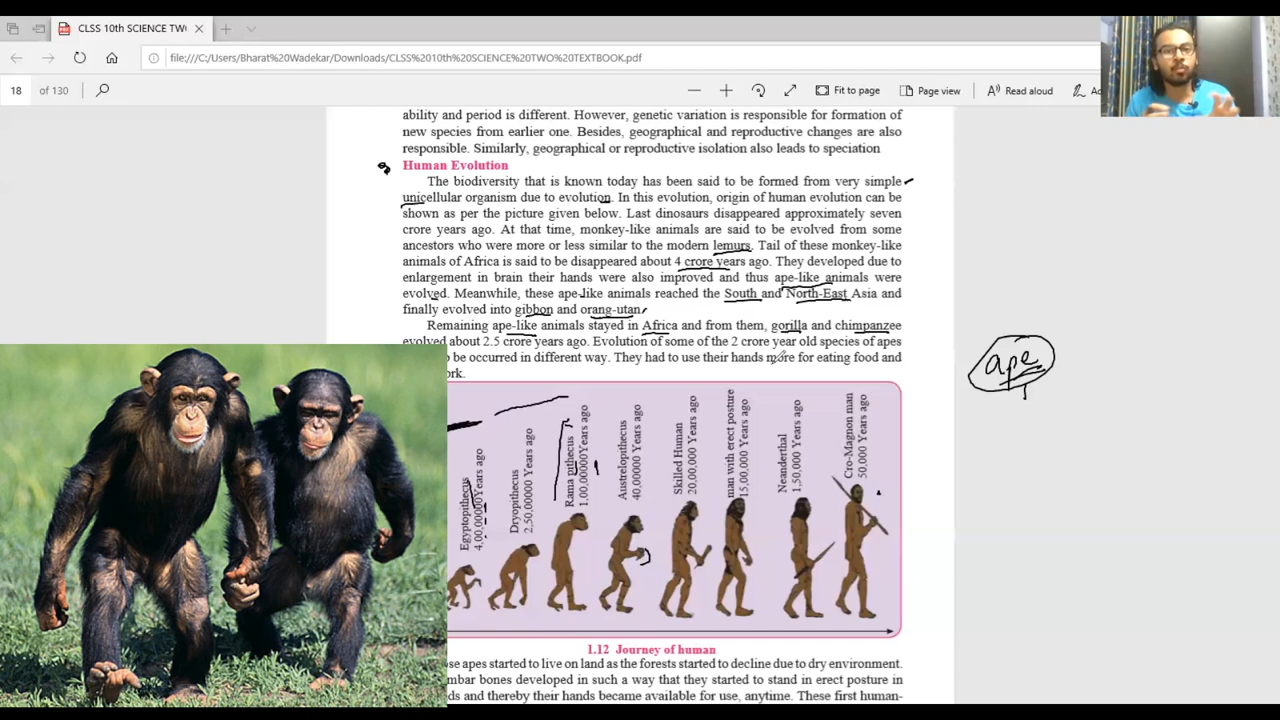 CLSS 10th SCIENCE TWO
file:///C:/Users/Bharat%20Wadekar/Downloads/CLSS%2010th%20SCIENCE%20TWO%20TEXTBOOK.pdf
18 of 130
Fit to page
Page view
Read aloud
ability and period is different. However, genetic variation is responsible for formation of
new species from earlier one. Besides, geographical and reproductive changes are also
responsible. Similarly, geographical or reproductive isolation also leads to speciation
Human Evolution
The biodiversity that is known today has been said to be formed from very simple
unicellular organism due to evolution. In this evolution, origin of human evolution can be
shown as per the picture given below. Last dinosaurs disappeared approximately seven
crore years ago. At that time, monkey-like animals are said to be evolved from some
ancestors who were more or less similar to the modern lemurs. Tail of these monkey-like
animals of Africa is said to be disappeared about 4 crore years ago. They developed due to
enlargement in brain their hands were also improved and thus ape-like animals were
evolved. Meanwhile, these ape-like animals reached the South and North-East Asia and
finally evolved into gibbon and orang-utan
Remaining ape-like animals stayed in Africa and from them, gorilla and chimpanzee
evolved about 2.5 crore years ago. Evolution of some of the 2 crore year old species of apes
be occurred in different way. They had to use their hands more for eating food and
ork.
ape
Egyptopithecus
4,00,00000Years ago
Dryopithecus
2,50,00000 Years ago
Rama pithecus
1,00,00000Years ago
Austrelopithecus
40,00000 Years ago
Skilled Human
20,00,000 Years ago
man with erect posture
15,00,000 Years ago
Neanderthal
1,50,000 Years ago
Cro-Magnon man
50,000 Years ago
1.12 Journey of human
se apes started to live on land as the forests started to decline due to dry environment.
mbar bones developed in such a way that they started to stand in erect posture in
ds and thereby their hands became available for use, anytime. These first human-